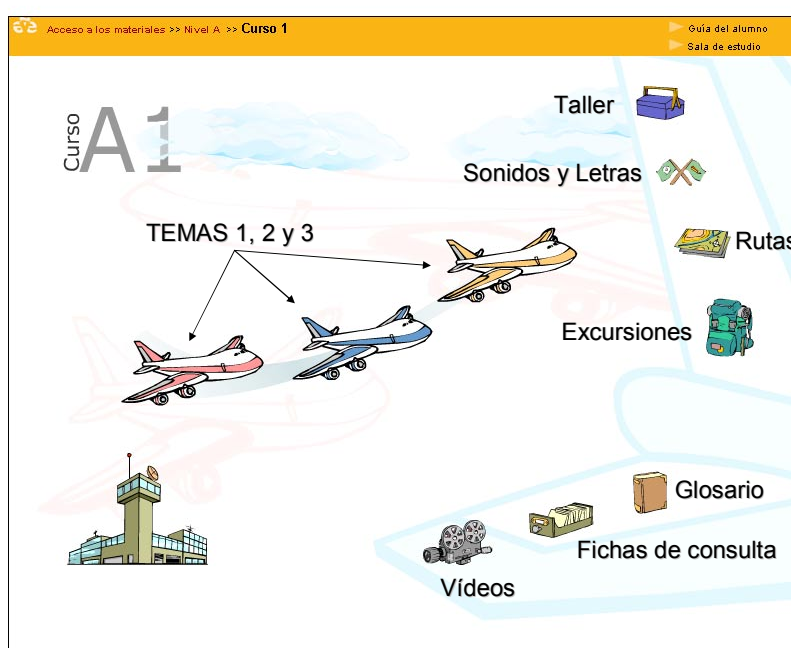 Acceso a los materiales >> Nivel A >> Curso 1
Guía del alumno
Sala de estudio
Curso
A1
Taller
Sonidos y Letras
TEMAS 1, 2 y 3
Rutas
Excursiones
Glosario
Fichas de consulta
Vídeos